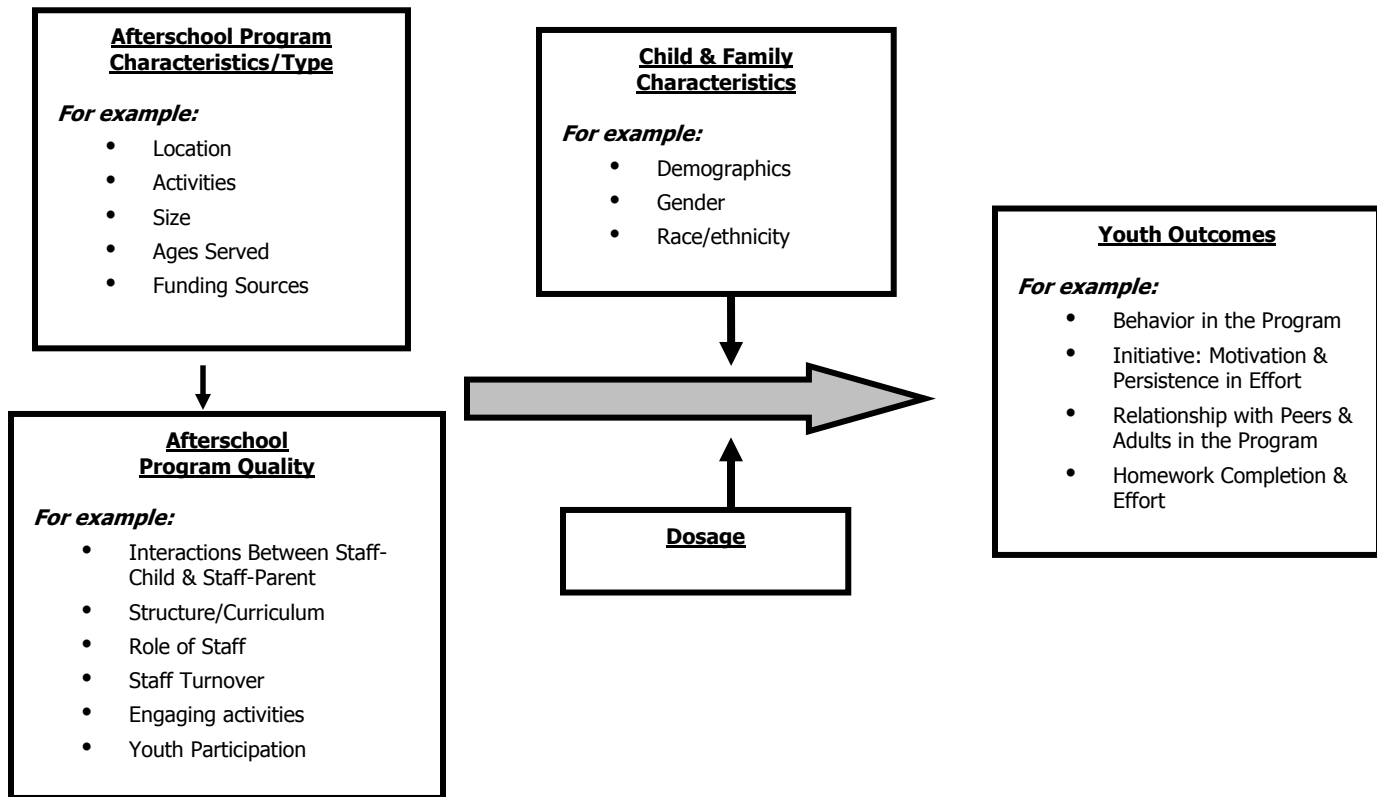 Afterschool Program
Characteristics/Type
For example:
• Location
• Activities
• Size
• Ages Served
• Funding Sources
Afterschool
Program Quality
For example:
• Interactions Between Staff-
Child & Staff-Parent
• Structure/Curriculum
• Role of Staff
• Staff Turnover
• Engaging activities
• Youth Participation
Child & Family
Characteristics
For example:
• Demographics
• Gender
• Race/ethnicity
Dosage
Youth Outcomes
For example:
• Behavior in the Program
• Initiative: Motivation &
Persistence in Effort
• Relationship with Peers &
Adults in the Program
• Homework Completion &
Effort